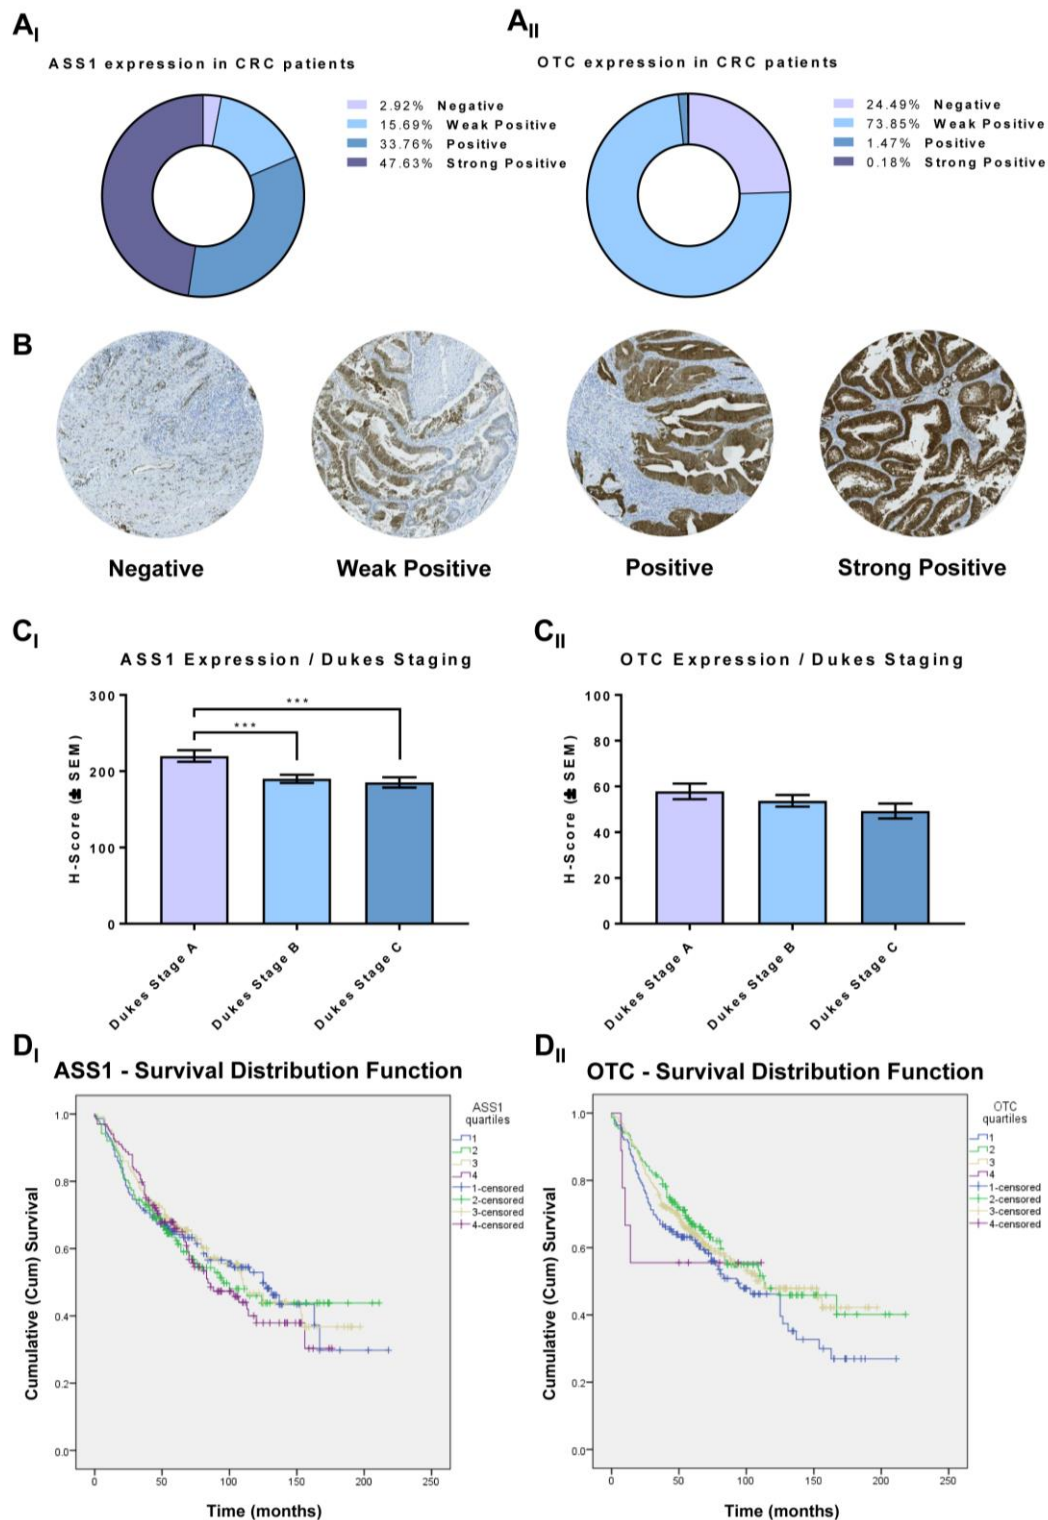 A_I
ASS1 expression in CRC patients
2.92% Negative
15.69% Weak Positive
33.76% Positive
47.63% Strong Positive
A_II
OTC expression in CRC patients
24.49% Negative
73.85% Weak Positive
1.47% Positive
0.18% Strong Positive
B
Negative
Weak Positive
Positive
Strong Positive
C_I
ASS1 Expression / Dukes Staging
H-Score (± SEM)
300
200
100
0
***
***
Dukes Stage A
Dukes Stage B
Dukes Stage C
C_II
OTC Expression / Dukes Staging
H-Score (± SEM)
100
80
60
40
20
0
Dukes Stage A
Dukes Stage B
Dukes Stage C
D_I
ASS1 - Survival Distribution Function
Cumulative (Cum) Survival
1.0
0.8
0.6
0.4
0.2
0.0
0 50 100 150 200 250
Time (months)
ASS1
quartiles
1
2
3
4
1-censored
2-censored
3-censored
4-censored
D_II
OTC - Survival Distribution Function
Cumulative (Cum) Survival
1.0
0.8
0.6
0.4
0.2
0.0
0 50 100 150 200 250
Time (months)
OTC
quartiles
1
2
3
4
1-censored
2-censored
3-censored
4-censored